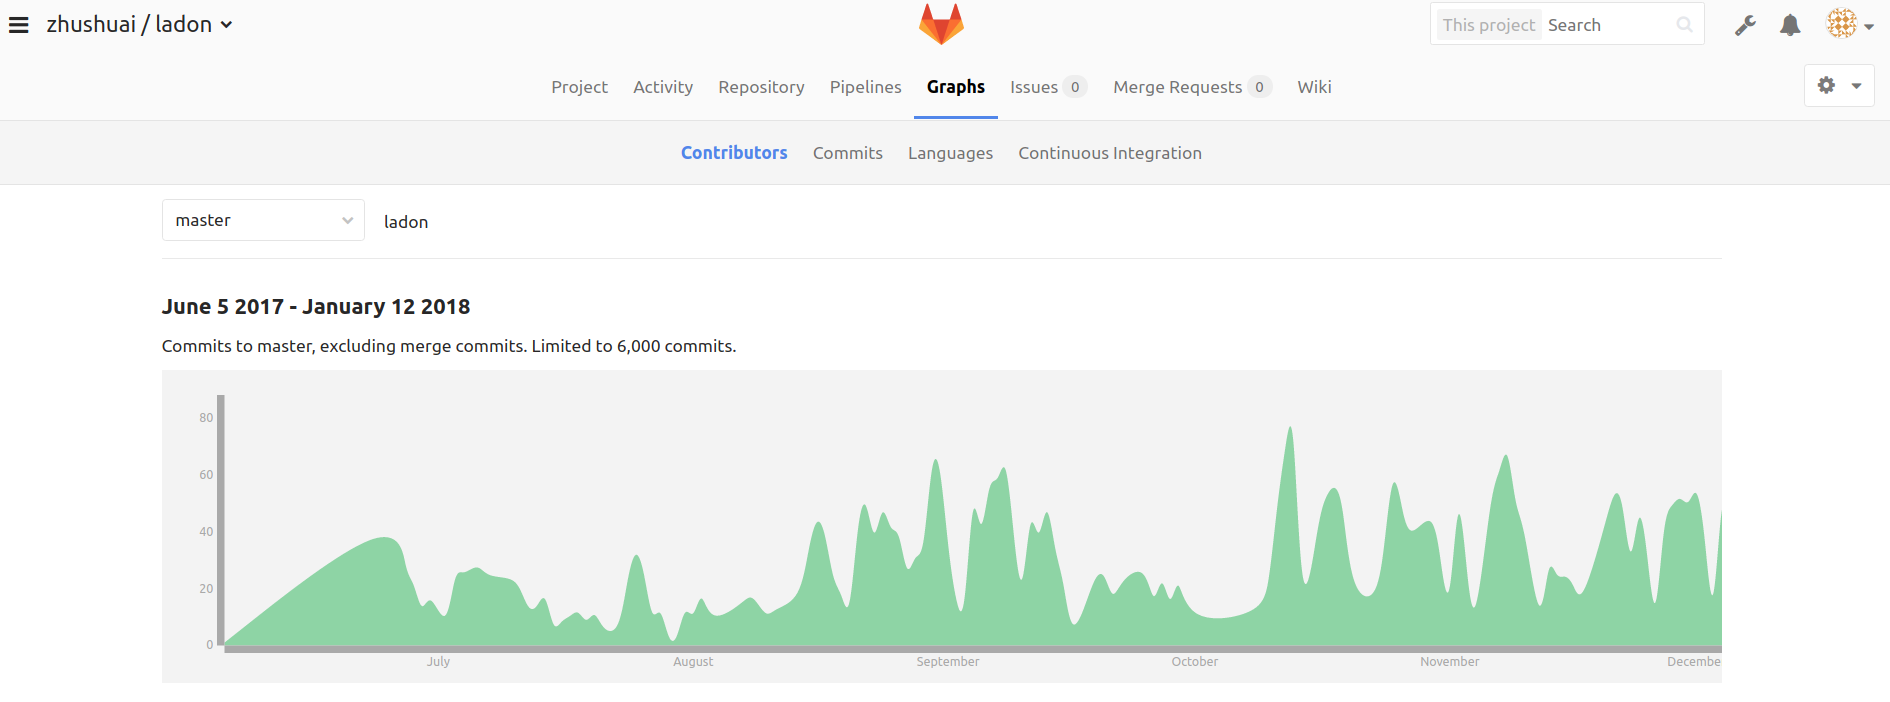 zhushuai / ladon
This project Search
Project Activity Repository Pipelines Graphs Issues 0 Merge Requests 0 Wiki
Contributors Commits Languages Continuous Integration
master ladon
June 5 2017 - January 12 2018
Commits to master, excluding merge commits. Limited to 6,000 commits.
80
60
40
20
0
July August September October November Decembe